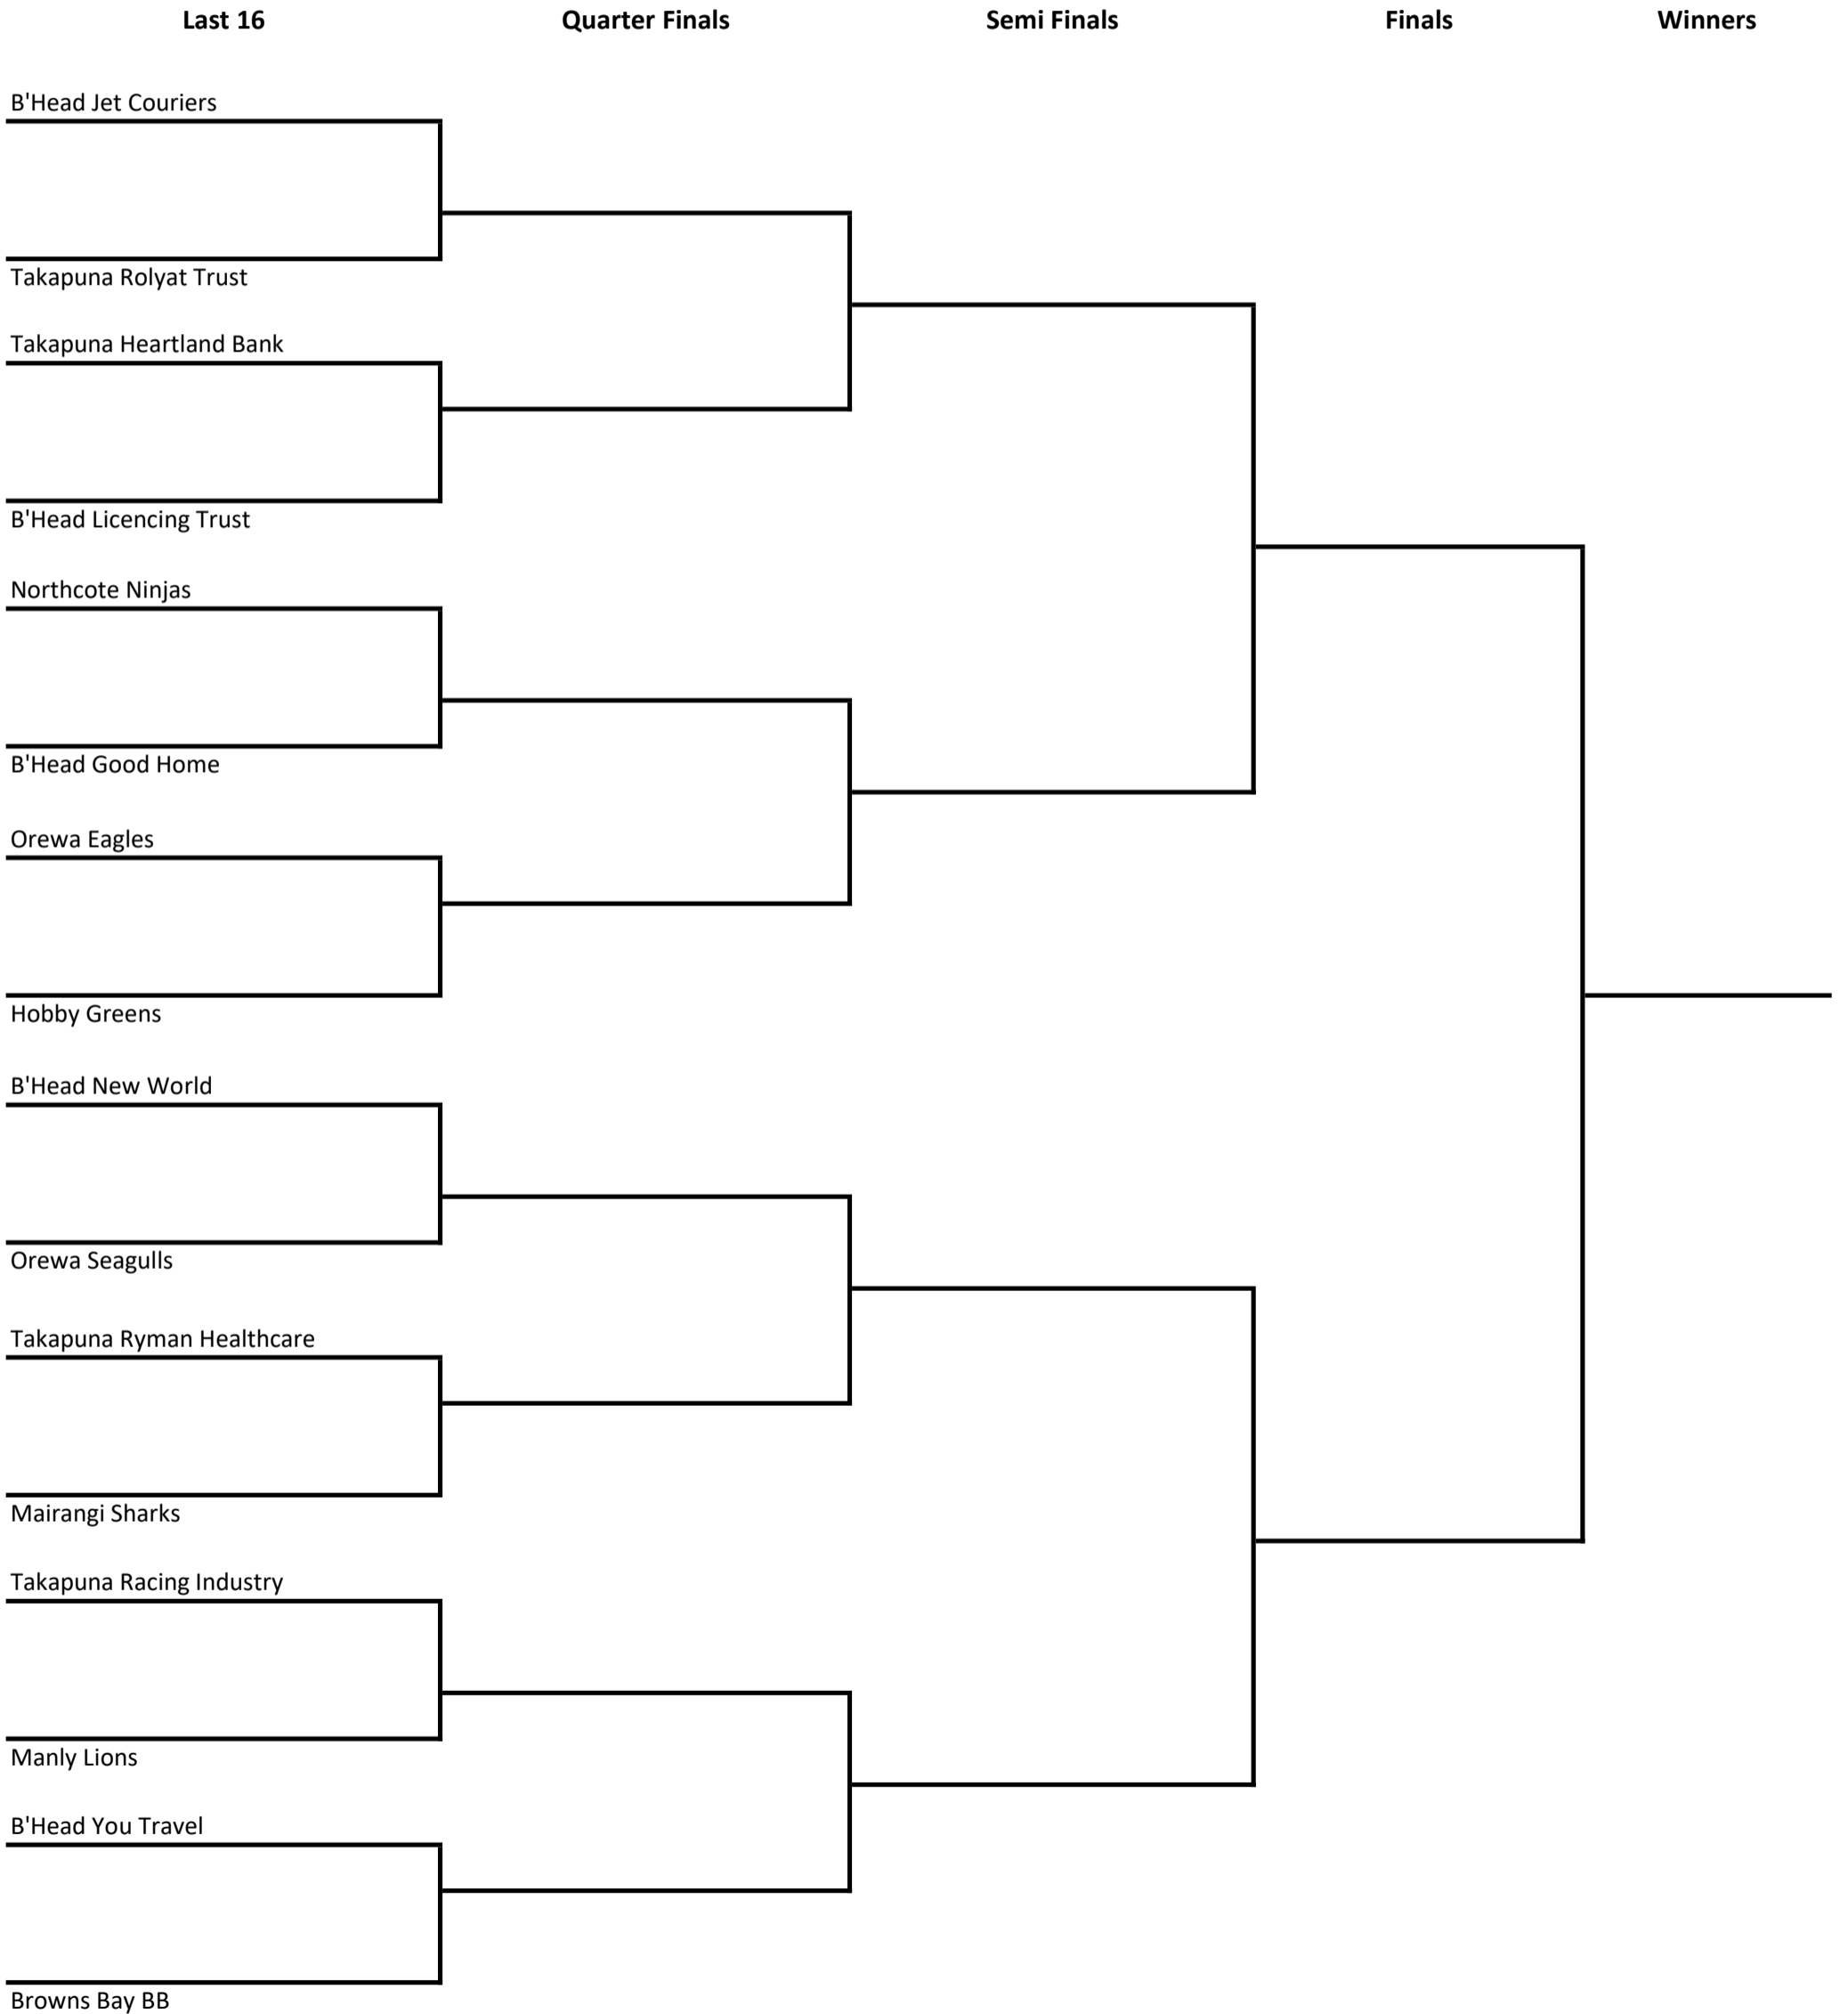 Last 16 Quarter Finals Semi Finals Finals Winners
B'Head Jet Couriers
Takapuna Rolyat Trust
Takapuna Heartland Bank
B'Head Licencing Trust
Northcote Ninjas
B'Head Good Home
Orewa Eagles
Hobby Greens
B'Head New World
Orewa Seagulls
Takapuna Ryman Healthcare
Mairangi Sharks
Takapuna Racing Industry
Manly Lions
B'Head You Travel
Browns Bay BB